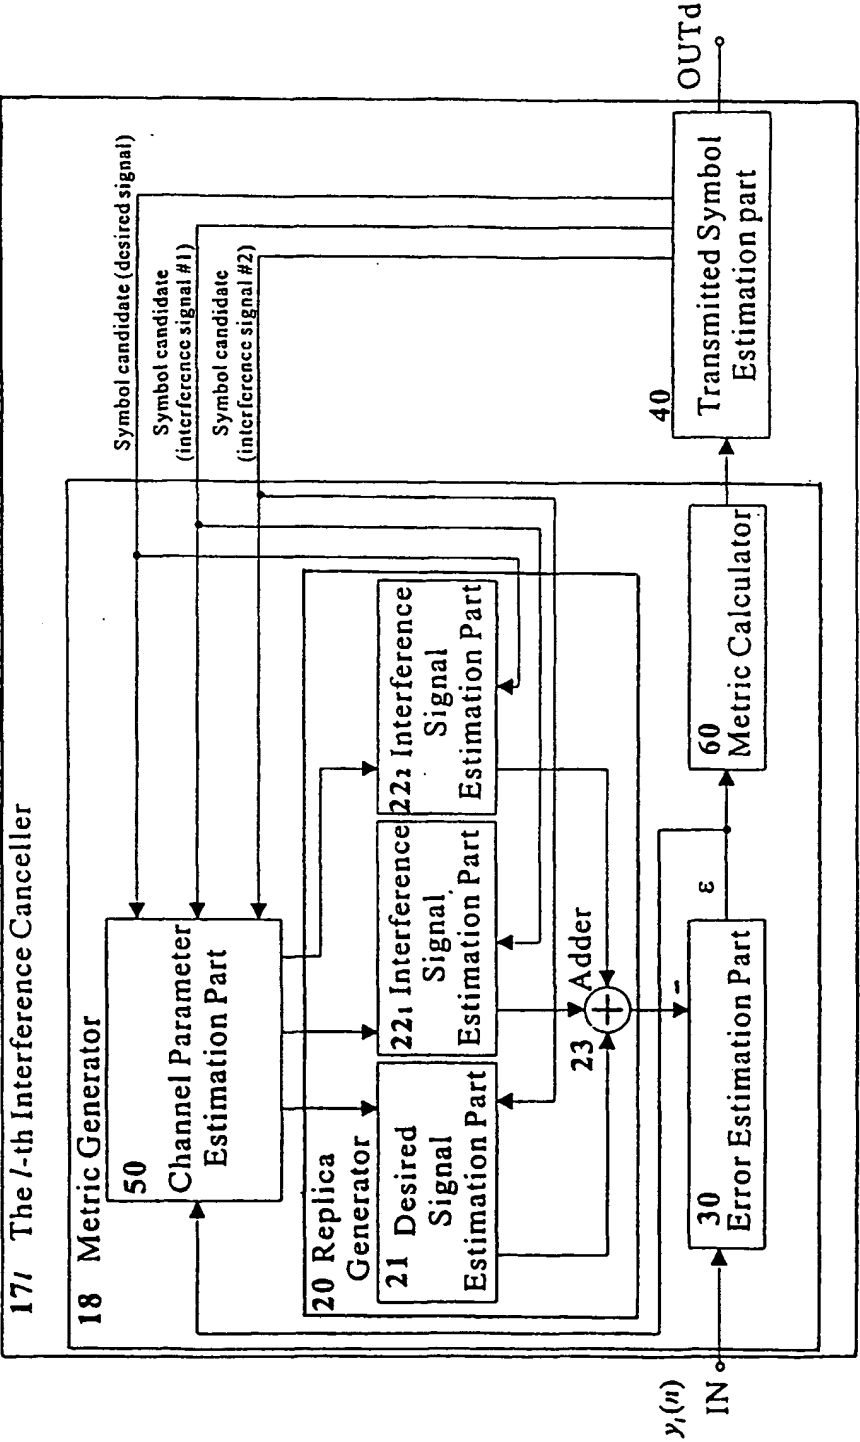 17l The l-th Interference Canceller
18 Metric Generator
50
Channel Parameter
Estimation Part
Symbol candidate (desired signal)
Symbol candidate
(interference signal #1)
Symbol candidate
(interference signal #2)
20 Replica
Generator
21 Desired
Signal
Estimation Part
221 Interference
Signal
Estimation Part
222 Interference
Signal
Estimation Part
23
Adder
+
-
30
Error Estimation Part
ε
60
Metric Calculator
40
Transmitted Symbol
Estimation part
yl(n)
IN
OUTd